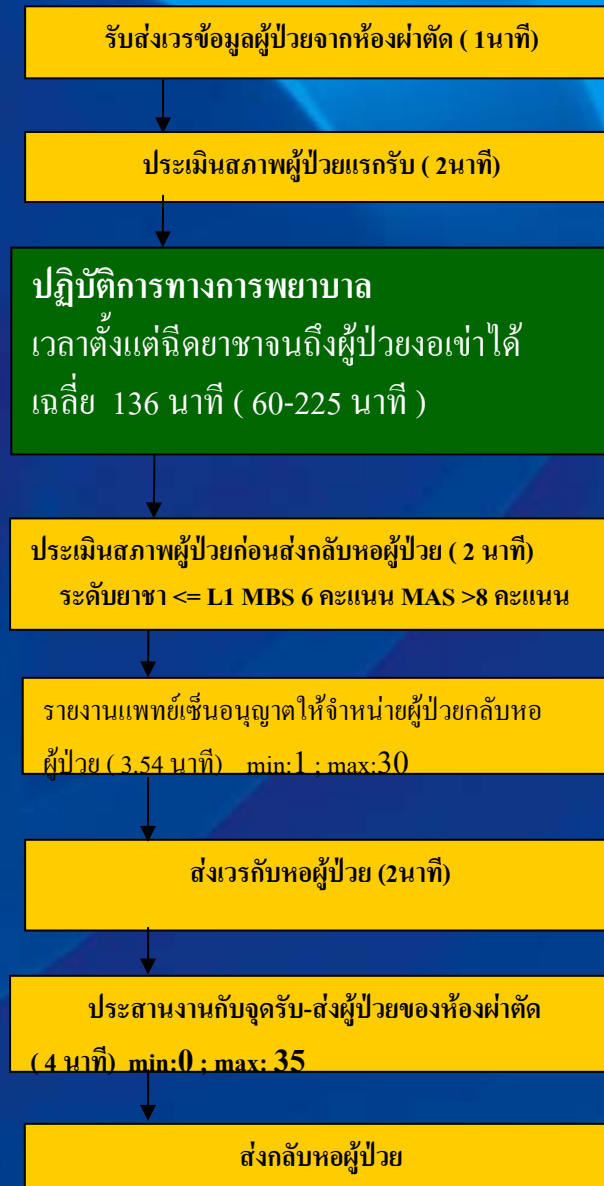 รับส่งเวรข้อมูลผู้ป่วยจากห้องผ่าตัด ( 1นาที)
ประเมินสภาพผู้ป่วยแรกรับ ( 2นาที)
ปฏิบัติการทางการพยาบาล
เวลาตั้งแต่ฉีดยาชาจนถึงผู้ป่วยงอเข่าได้
เฉลี่ย 136 นาที ( 60-225 นาที )
ประเมินสภาพผู้ป่วยก่อนส่งกลับหอผู้ป่วย ( 2 นาที)
ระดับยาชา <= L1 MBS 6 คะแนน MAS >8 คะแนน
รายงานแพทย์เซ็นอนุญาตให้จำหน่ายผู้ป่วยกลับหอ
ผู้ป่วย ( 3.54 นาที) min:1 ; max:30
ส่งเวรกับหอผู้ป่วย (2นาที)
ประสานงานกับจุดรับ-ส่งผู้ป่วยของห้องผ่าตัด
( 4 นาที) min:0 ; max: 35
ส่งกลับหอผู้ป่วย